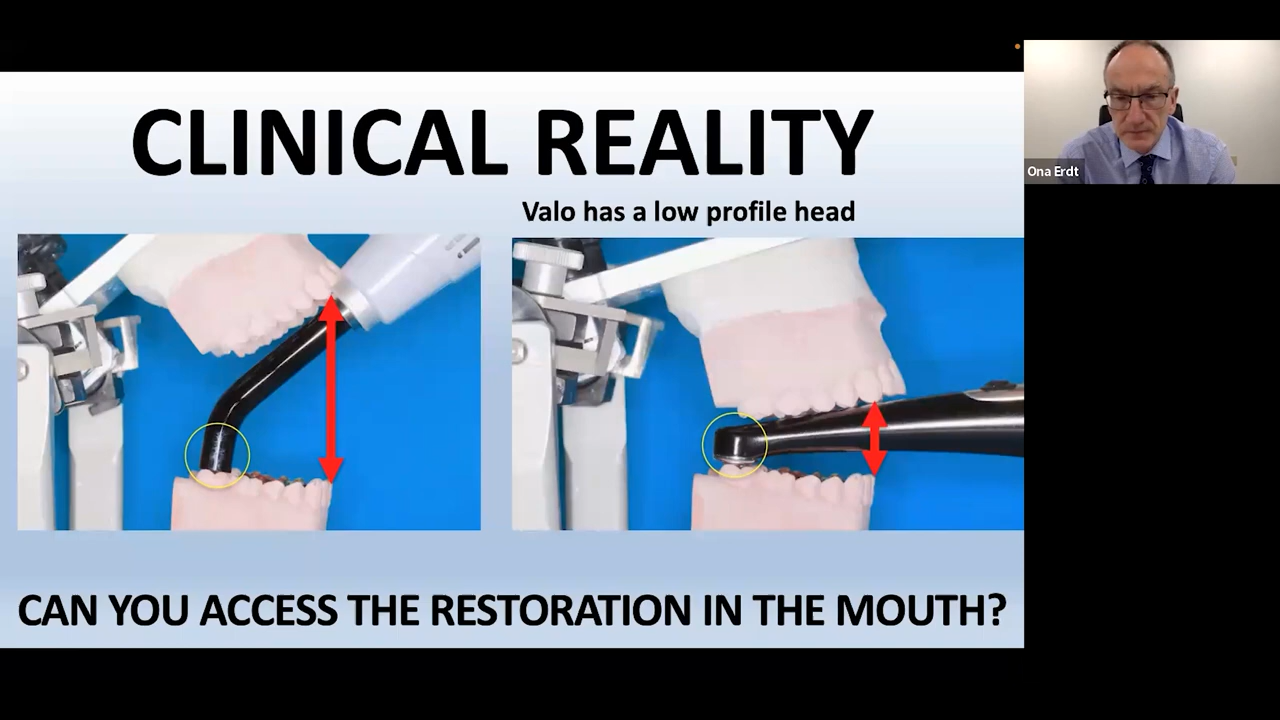 CLINICAL REALITY
Valo has a low profile head
CAN YOU ACCESS THE RESTORATION IN THE MOUTH?
Ona Erdt